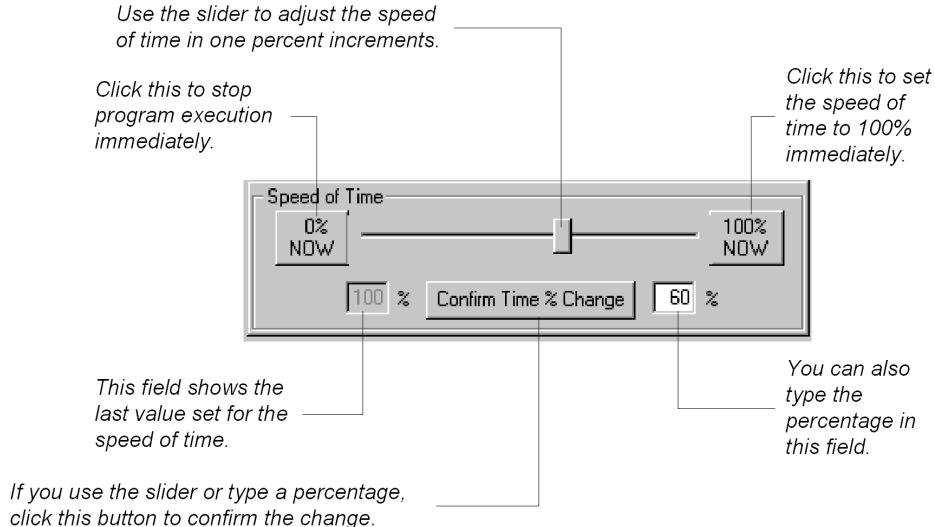 Use the slider to adjust the speed
of time in one percent increments.
Click this to stop
program execution
immediately.
Click this to set
the speed of
time to 100%
immediately.
Speed of Time
0%
NOW
100%
NOW
100 %
Confirm Time % Change
60 %
This field shows the
last value set for the
speed of time.
You can also
type the
percentage in
this field.
If you use the slider or type a percentage,
click this button to confirm the change.